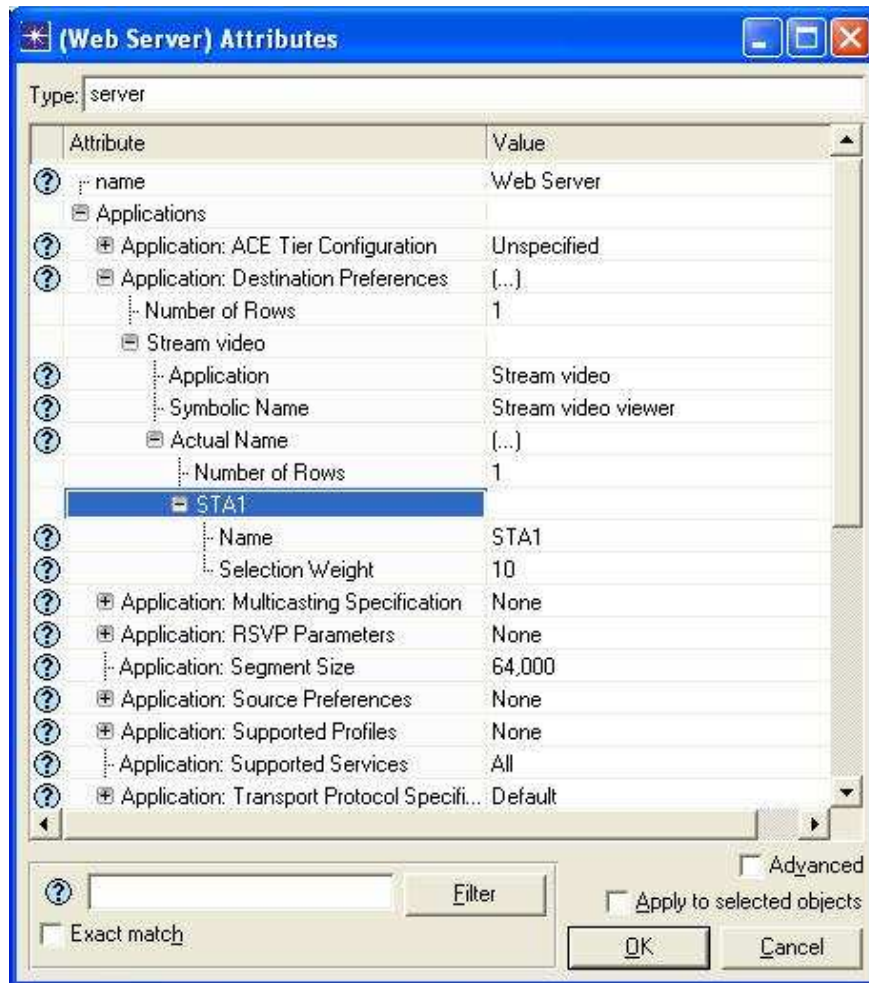 (Web Server) Attributes
Type: server
Attribute Value
name Web Server
Applications
Application: ACE Tier Configuration Unspecified
Application: Destination Preferences (...)
Number of Rows 1
Stream video
Application Stream video
Symbolic Name Stream video viewer
Actual Name (...)
Number of Rows 1
STA1
Name STA1
Selection Weight 10
Application: Multicasting Specification None
Application: RSVP Parameters None
Application: Segment Size 64,000
Application: Source Preferences None
Application: Supported Profiles None
Application: Supported Services All
Application: Transport Protocol Specifi... Default
Advanced
Filter
Apply to selected objects
Exact match
OK Cancel